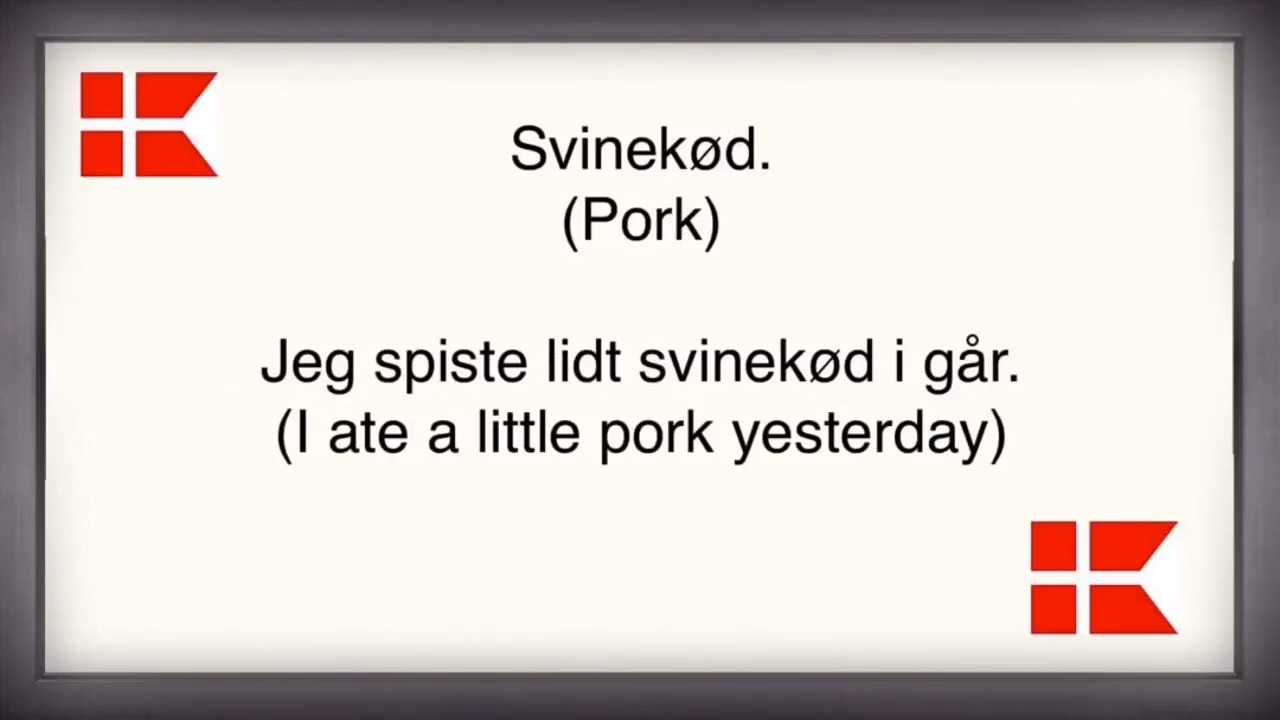 Svinekød.
(Pork)
Jeg spiste lidt svinekød i går.
(I ate a little pork yesterday)